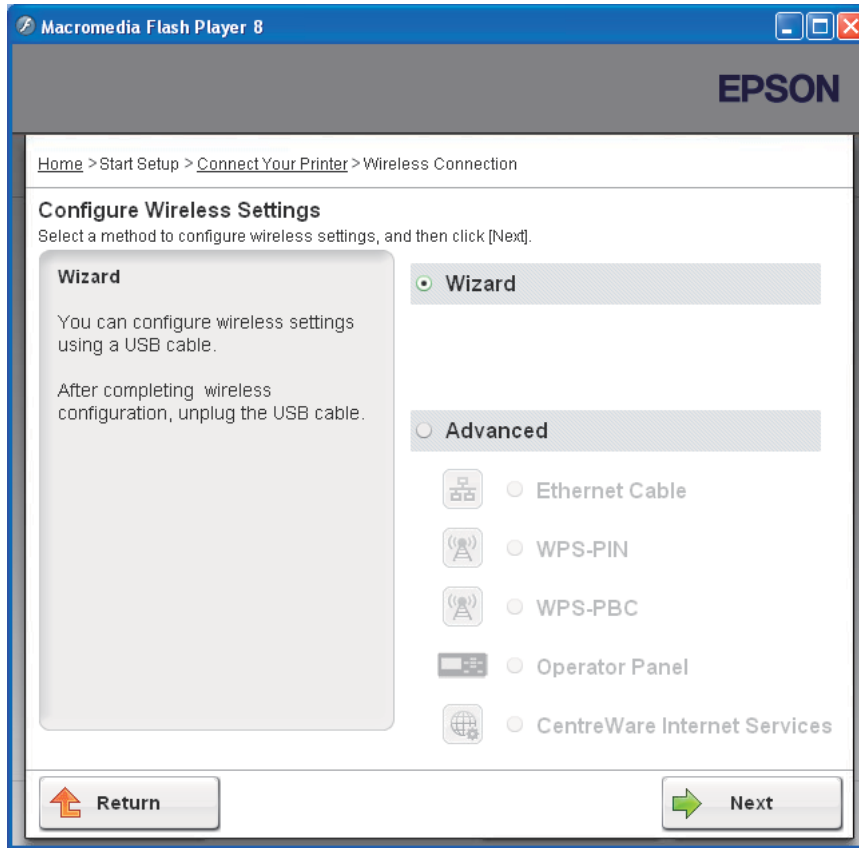 Macromedia Flash Player 8
EPSON
Home > Start Setup > Connect Your Printer > Wireless Connection
Configure Wireless Settings
Select a method to configure wireless settings, and then click [Next].
Wizard
You can configure wireless settings
using a USB cable.
After completing wireless
configuration, unplug the USB cable.
Wizard
Advanced
Ethernet Cable
WPS-PIN
WPS-PBC
Operator Panel
CentreWare Internet Services
Return
Next